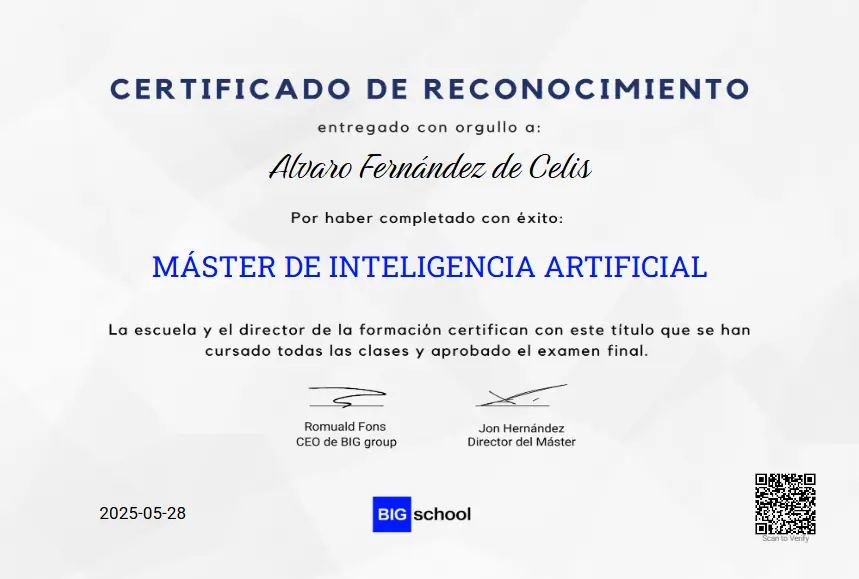 CERTIFICADO DE RECONOCIMIENTO
entregado con orgullo a:
Alvaro Fernández de Celis
Por haber completado con éxito:
MÁSTER DE INTELIGENCIA ARTIFICIAL
La escuela y el director de la formación certifican con este título que se han
cursado todas las clases y aprobado el examen final.
Romuald Fons
CEO de BIG group
Jon Hernández
Director del Máster
2025-05-28
BIG school
Scan to Verify